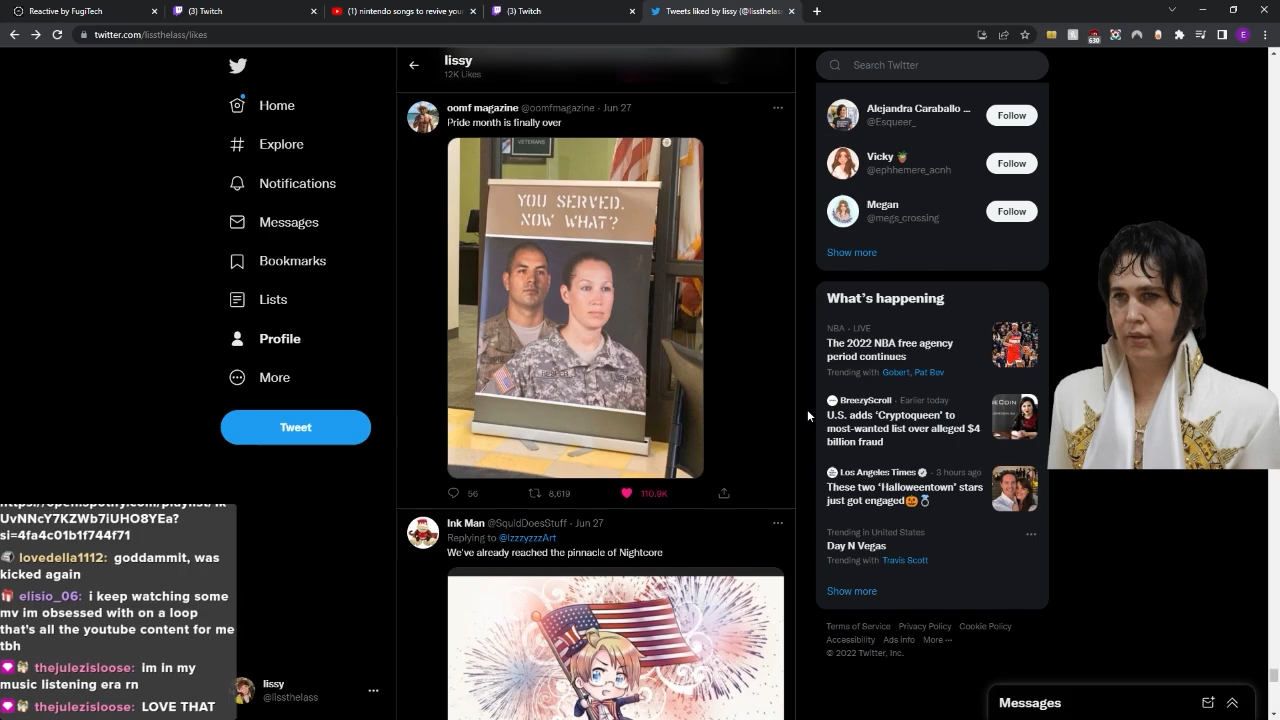 Reactive by FugiTech
(3) Twitch
(1) nintendo songs to revive you
(3) Twitch
Tweets liked by lissy (@lissthelass
twitter.com/lissthelass/likes
630
E
Home
Explore
Notifications
Messages
Bookmarks
Lists
Profile
More
Tweet
lissy
12K Likes
oomf magazine @oomfmagazine · Jun 27
Pride month is finally over
VETERANS
YOU SERVED.
NOW WHAT?
56
8,619
110.9K
Ink Man @SquidDoesStuff · Jun 27
Replying to @IzzzyzzzArt
We've already reached the pinnacle of Nightcore
Search Twitter
Alejandra Caraballo ...
@Esqueer_
Follow
Vicky
@ephhemere_acnh
Follow
Megan
@megs_crossing
Follow
Show more
What's happening
NBA · LIVE
The 2022 NBA free agency
period continues
Trending with Gobert, Pat Bev
BreezyScroll · Earlier today
U.S. adds 'Cryptoqueen' to
most-wanted list over alleged $4
billion fraud
Los Angeles Times · 3 hours ago
These two 'Halloweentown' stars
just got engaged🎃💍
Trending in United States
Day N Vegas
Trending with Travis Scott
Show more
Terms of Service Privacy Policy Cookie Policy
Accessibility Ads info More ···
© 2022 Twitter, Inc.
UvNNcY7KZWb7iUHO8YEa?
si=4fa4c01b1f744f71
lovedella1112: goddammit, was
kicked again
elisio_06: i keep watching some
mv im obsessed with on a loop
that's all the youtube content for me
tbh
thejulezisloose: Im in my
music listening era rn
thejulezisloose: LOVE THAT
lissy
@lissthelass
Messages